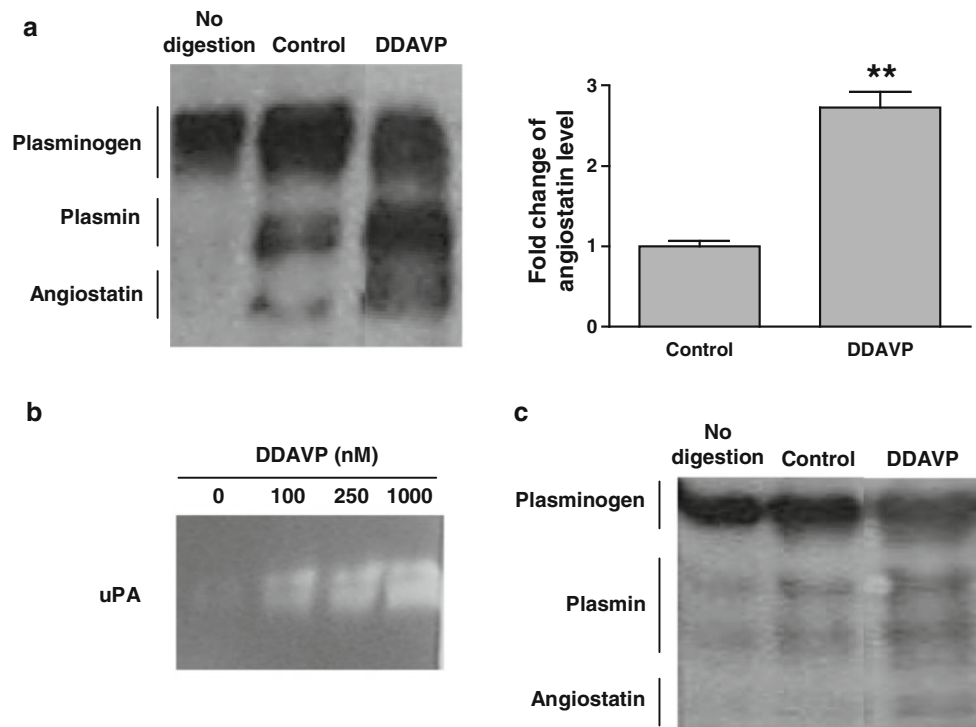 a
No digestion
Control
DDAVP
Plasminogen
Plasmin
Angiostatin
Fold change of
angiostatin level
3
2
1
0
**
Control
DDAVP
b
DDAVP (nM)
0 100 250 1000
uPA
c
No digestion
Control
DDAVP
Plasminogen
Plasmin
Angiostatin